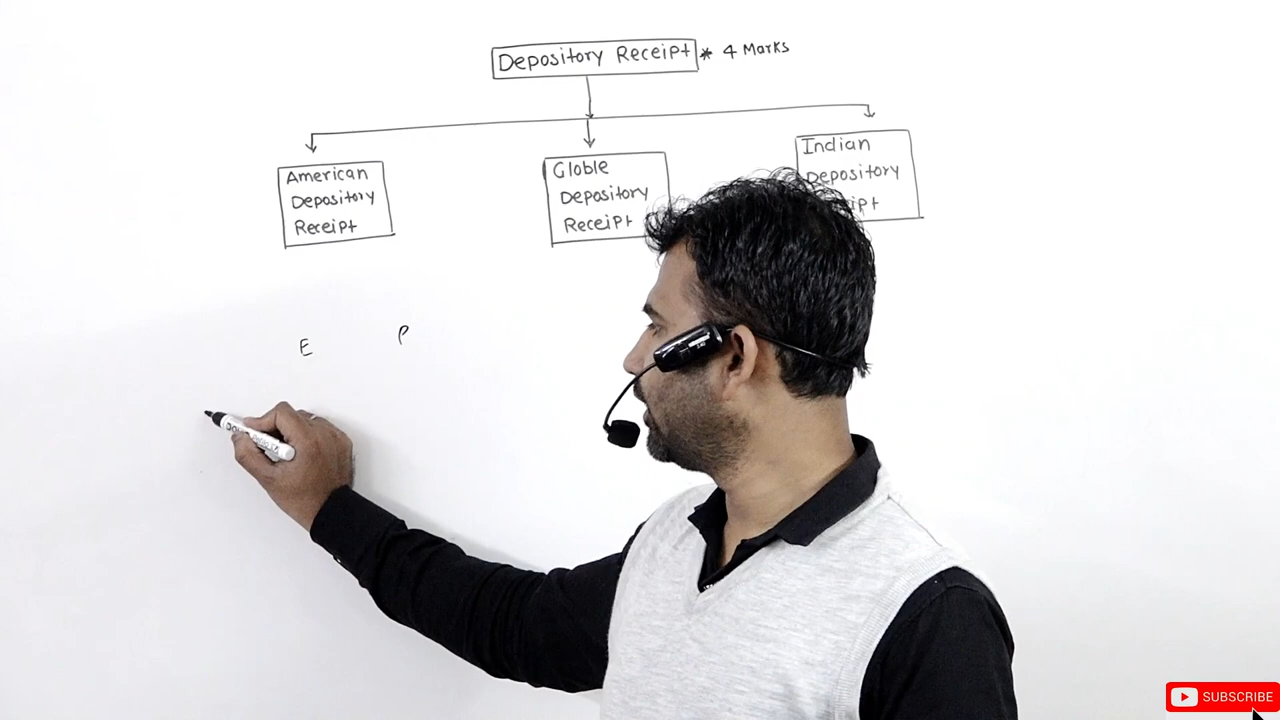 Depository Receipt * 4 Marks
American
Depository
Receipt
Globle
Depository
Receipt
Indian
Depository
E P
SUBSCRIBE